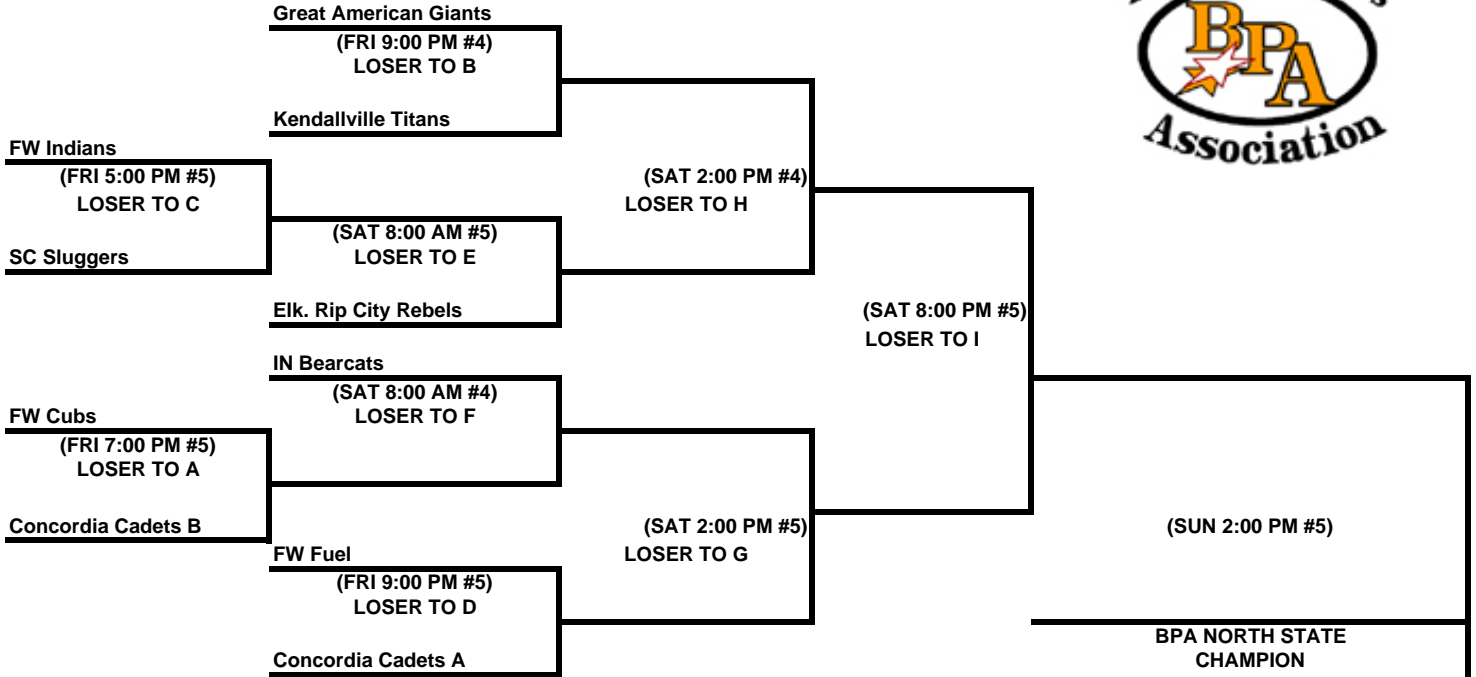 Great American Giants
(FRI 9:00 PM #4)
LOSER TO B
Kendallville Titans
FW Indians
(FRI 5:00 PM #5)
LOSER TO C
SC Sluggers
(SAT 2:00 PM #4)
LOSER TO H
(SAT 8:00 AM #5)
LOSER TO E
Elk. Rip City Rebels
(SAT 8:00 PM #5)
LOSER TO I
IN Bearcats
(SAT 8:00 AM #4)
LOSER TO F
FW Cubs
(FRI 7:00 PM #5)
LOSER TO A
Concordia Cadets B
(SAT 2:00 PM #5)
LOSER TO G
(SUN 2:00 PM #5)
FW Fuel
(FRI 9:00 PM #5)
LOSER TO D
Concordia Cadets A
BPA NORTH STATE
CHAMPION
BPA
Association